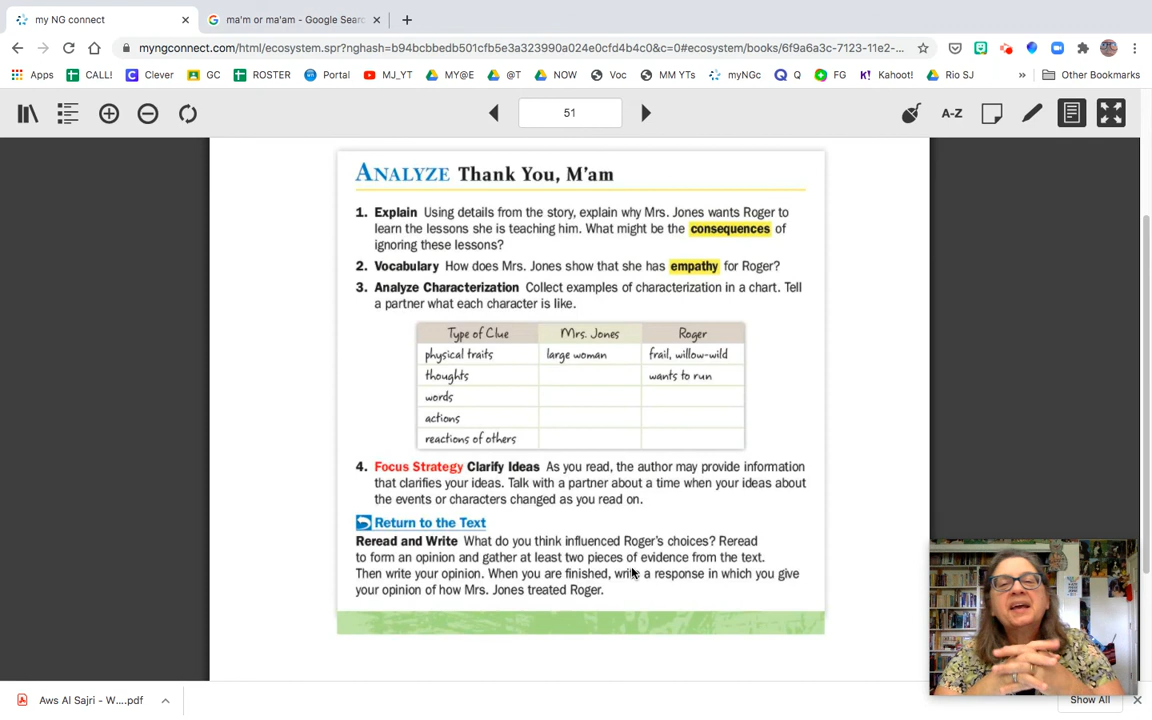 my NG connect
ma'm or ma'am - Google Searc
myngconnect.com/html/ecosystem.spr?nghash=b94bcbbedb501cfb5e3a323990a024e0cfd4b4c0&c=0#ecosystem/books/6f9a6a3c-7123-11e2-...
Apps CALL! Clever GC ROSTER Portal MJ_YT MY@E @T NOW Voc MM YTs myNGc Q FG K! Kahoot! Rio SJ » Other Bookmarks
51
A-Z
ANALYZE Thank You, M'am
1. Explain Using details from the story, explain why Mrs. Jones wants Roger to
learn the lessons she is teaching him. What might be the consequences of
ignoring these lessons?
2. Vocabulary How does Mrs. Jones show that she has empathy for Roger?
3. Analyze Characterization Collect examples of characterization in a chart. Tell
a partner what each character is like.
Type of Clue Mrs. Jones Roger
physical traits large woman frail, willow-wild
thoughts wants to run
words
actions
reactions of others
4. Focus Strategy Clarify Ideas As you read, the author may provide information
that clarifies your ideas. Talk with a partner about a time when your ideas about
the events or characters changed as you read on.
Return to the Text
Reread and Write What do you think influenced Roger's choices? Reread
to form an opinion and gather at least two pieces of evidence from the text.
Then write your opinion. When you are finished, write a response in which you give
your opinion of how Mrs. Jones treated Roger.
Aws Al Sajri - W....pdf
Show All